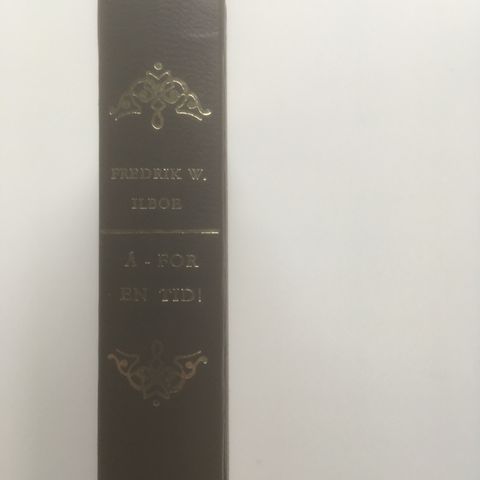 FREDRIK W.
ILBOE
Å - FOR
EN TID!